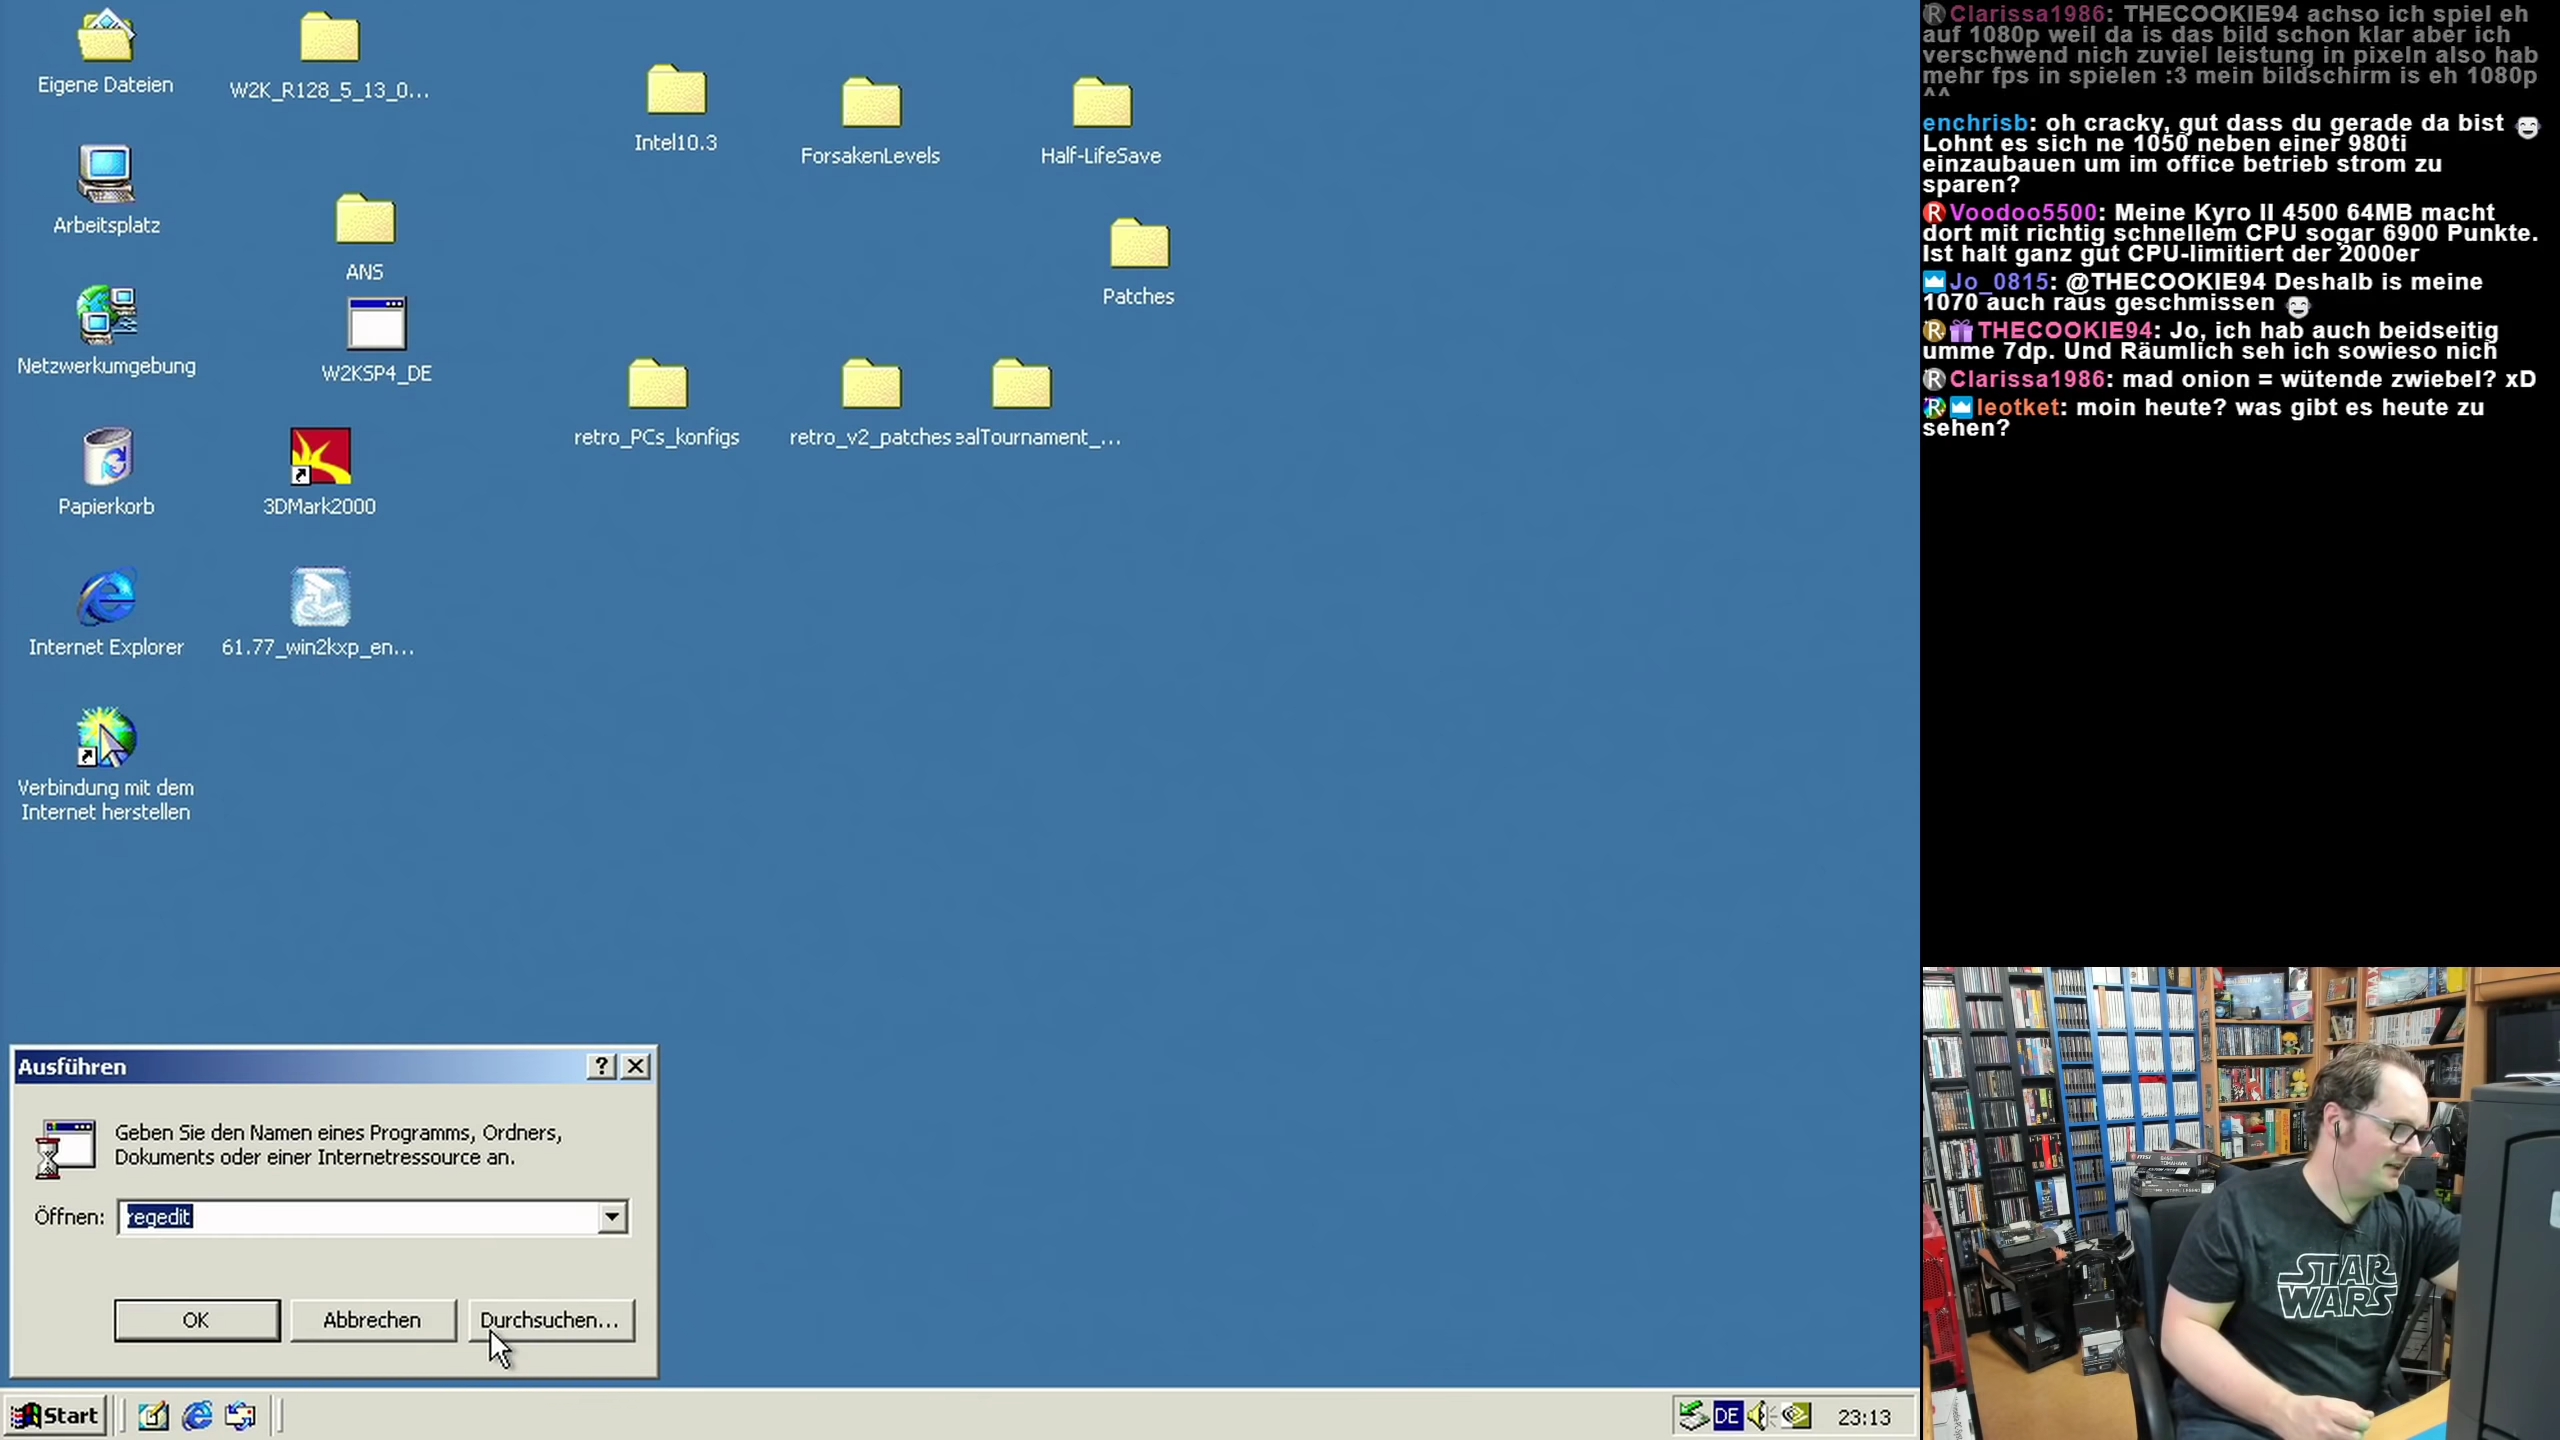 Eigene Dateien
W2K_R128_5_13_0...
Intel10.3
ForsakenLevels
Half-LifeSave
Arbeitsplatz
ANS
Patches
Netzwerkumgebung
W2KSP4_DE
retro_PCs_konfigs
retro_v2_patches
ealTournament_...
Papierkorb
3DMark2000
Internet Explorer
61.77_win2kxp_en...
Verbindung mit dem
Internet herstellen
Ausführen
Geben Sie den Namen eines Programms, Ordners,
Dokuments oder einer Internetressource an.
Öffnen:
regedit
OK
Abbrechen
Durchsuchen...
Start
DE
23:13
Clarissa1986: THECOOKIE94 achso ich spiel eh
auf 1080p weil da is das bild schon klar aber ich
verschwend nich zuviel leistung in pixeln also hab
mehr fps in spielen :3 mein bildschirm is eh 1080p
^^
enchrisb: oh cracky, gut dass du gerade da bist
Lohnt es sich ne 1050 neben einer 980ti
einzaubauen um im office betrieb strom zu
sparen?
Voodoo5500: Meine Kyro II 4500 64MB macht
dort mit richtig schnellem CPU sogar 6900 Punkte.
Ist halt ganz gut CPU-limitiert der 2000er
Jo_0815: @THECOOKIE94 Deshalb is meine
1070 auch raus geschmissen
THECOOKIE94: Jo, ich hab auch beidseitig
umme 7dp. Und Räumlich seh ich sowieso nich
Clarissa1986: mad onion = wütende zwiebel? xD
leotket: moin heute? was gibt es heute zu
sehen?
STAR
WARS